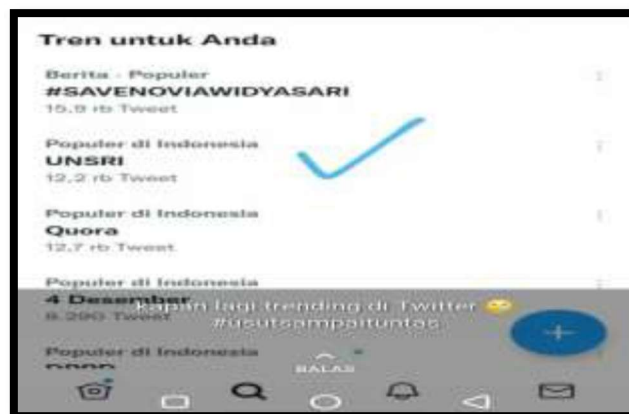 Tren untuk Anda
Berita · Populer
#SAVENOVIAWIDYASARI
15,9 rb Tweet
Populer di Indonesia
UNSRI
12,2 rb Tweet
Populer di Indonesia
Quora
12,7 rb Tweet
Populer di Indonesia
4 Desember
kapan lagi trending di Twitter 🙂
9.290 Tweet
#usutsampaituntas
Populer di Indonesia
BALAS